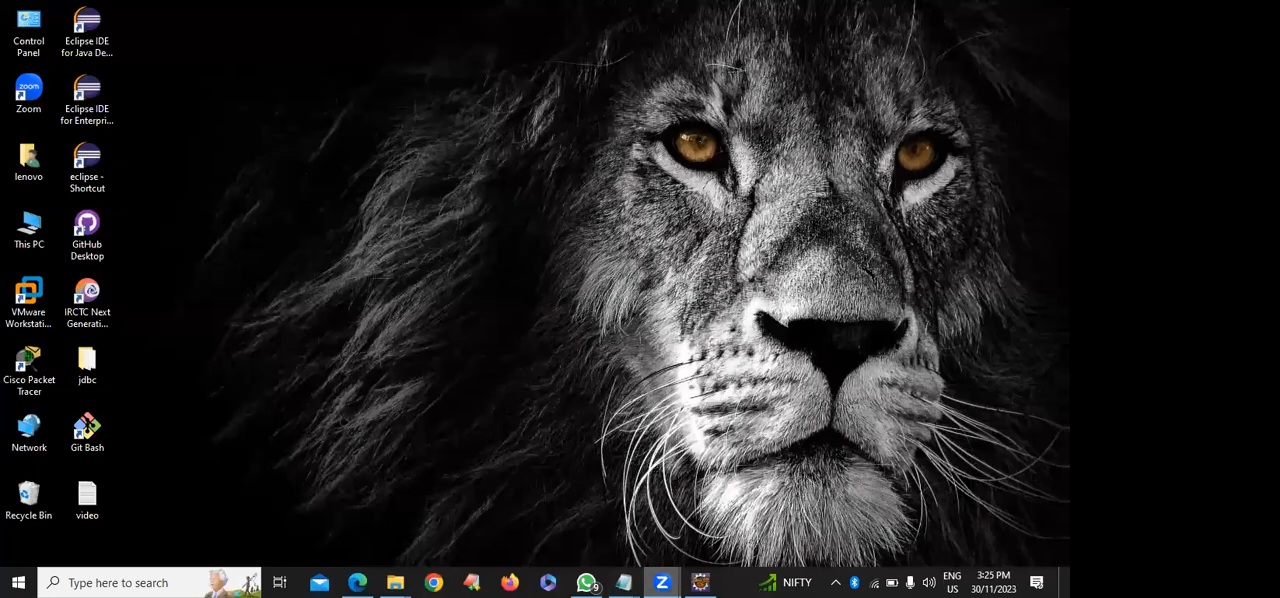 Control
Panel
Eclipse IDE
for Java De...
zoom
Zoom
Eclipse IDE
for Enterpri...
lenovo
eclipse -
Shortcut
This PC
GitHub
Desktop
VMware
Workstati...
IRCTC Next
Generati...
Cisco Packet
Tracer
jdbc
Network
Git Bash
Recycle Bin
video
Type here to search
9
Z
NIFTY
ENG
US
3:25 PM
30/11/2023